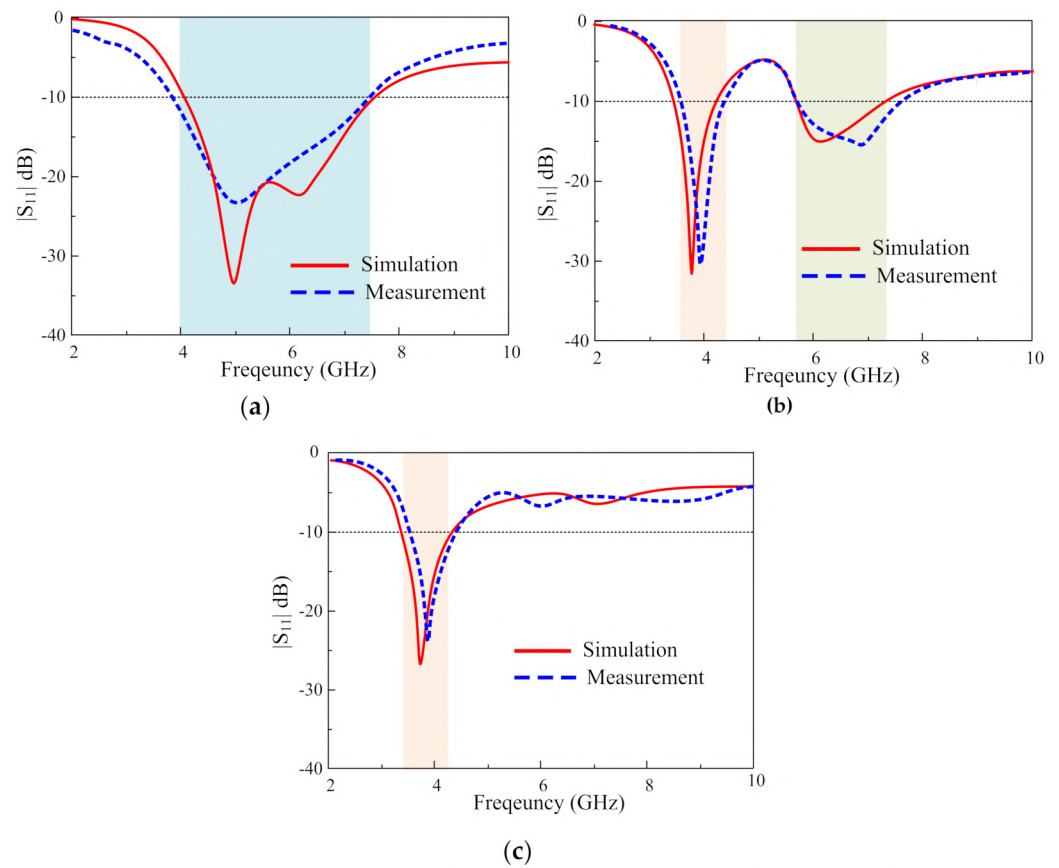 0
-10
-20
-30
-40
|S₁₁| dB
Simulation
Measurement
2 4 6 8 10
Freqeuncy (GHz)
(a)
0
-10
-20
-30
-40
|S₁₁| dB
Simulation
Measurement
2 4 6 8 10
Freqeuncy (GHz)
(b)
0
-10
-20
-30
-40
|S₁₁| dB
Simulation
Measurement
2 4 6 8 10
Freqeuncy (GHz)
(c)